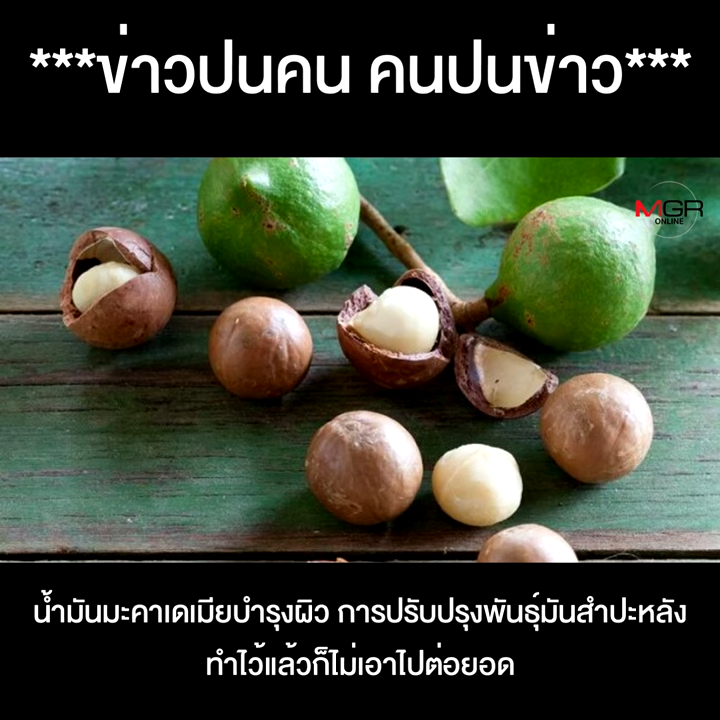 ***ข่าวปนคน คนปนข่าว***
MGR
ONLINE
น้ำมันมะคาเดเมียบำรุงผิว การปรับปรุงพันธุ์มันสำปะหลัง
ทำไว้แล้วก็ไม่เอาไปต่อยอด